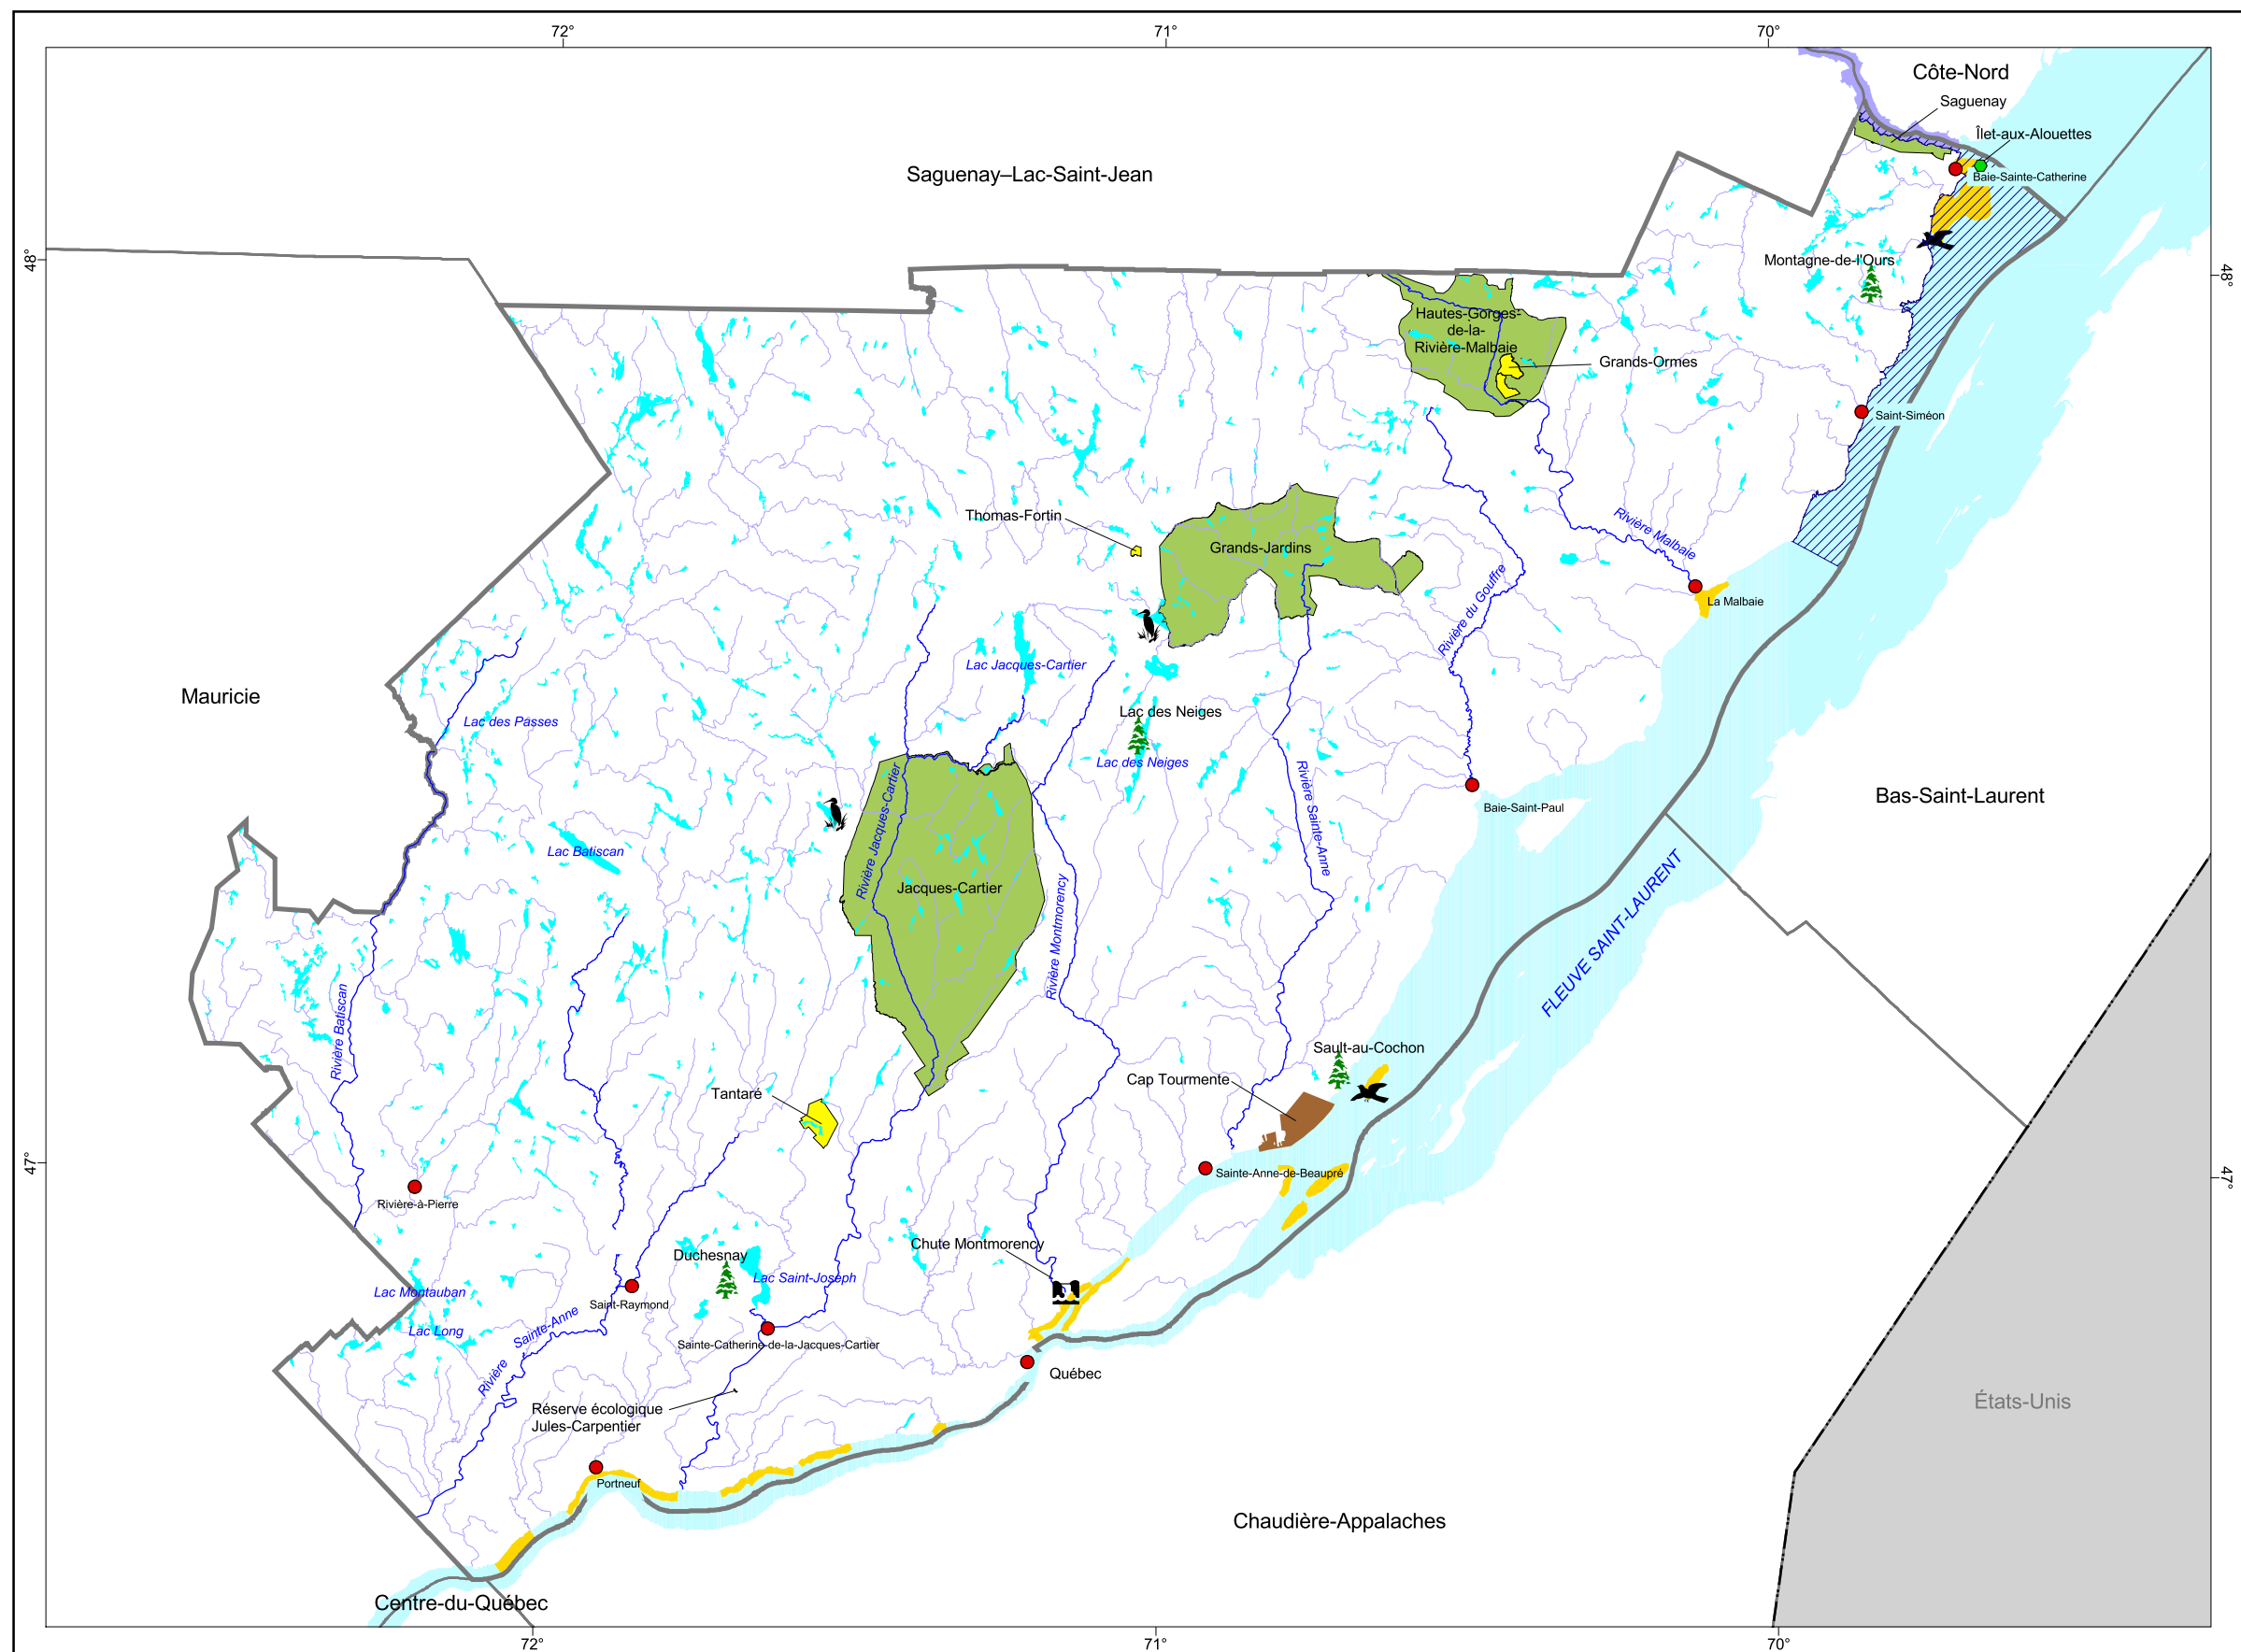 72°
71°
70°
Côte-Nord
Saguenay
Îlet-aux-Alouettes
Saguenay–Lac-Saint-Jean
Baie-Sainte-Catherine
48°
48°
Montagne-de-l'Ours
Hautes-Gorges-
de-la-
Rivière-Malbaie
Grands-Ormes
Saint-Siméon
Thomas-Fortin
Rivière Malbaie
Grands-Jardins
Rivière du Gouffre
La Malbaie
Lac Jacques-Cartier
Mauricie
Lac des Passes
Lac des Neiges
Lac des Neiges
Rivière Jacques-Cartier
Rivière Sainte-Anne
Baie-Saint-Paul
Bas-Saint-Laurent
Lac Batiscan
Jacques-Cartier
Rivière Montmorency
FLEUVE SAINT-LAURENT
Rivière Batiscan
Sault-au-Cochon
Cap Tourmente
Tantaré
47°
47°
Sainte-Anne-de-Beaupré
Rivière-à-Pierre
Chute Montmorency
Duchesnay
Lac Saint-Joseph
Lac Montauban
Saint-Raymond
Lac Long
Rivière Sainte-Anne
Sainte-Catherine-de-la-Jacques-Cartier
Québec
Réserve écologique
Jules-Carpentier
États-Unis
Portneuf
Chaudière-Appalaches
Centre-du-Québec
72°
71°
70°